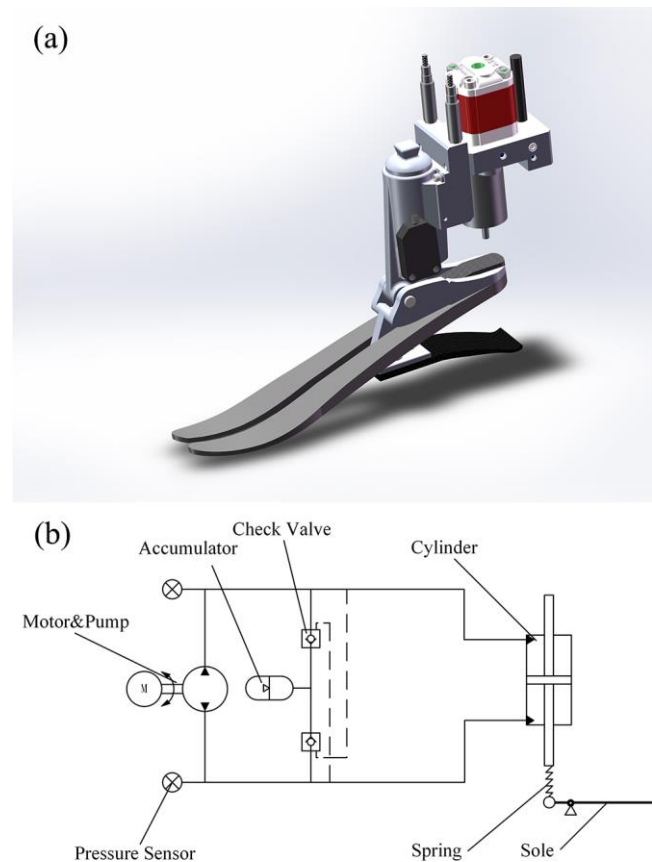 (a)
(b)
Check Valve
Accumulator
Cylinder
Motor&Pump
M
Pressure Sensor
Spring
Sole